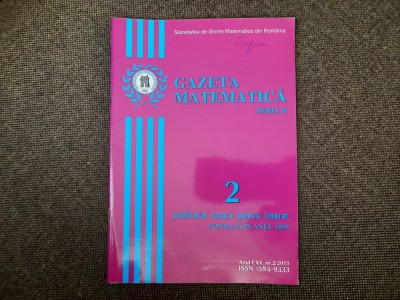 Societatea de Științe Matematice din România
GAZETA
MATEMATICĂ
SERIA B
2
publicație lunară pentru tineret
FONDATĂ ÎN ANUL 1895
Anul CXX, nr.2/2015
ISSN 1584-9333